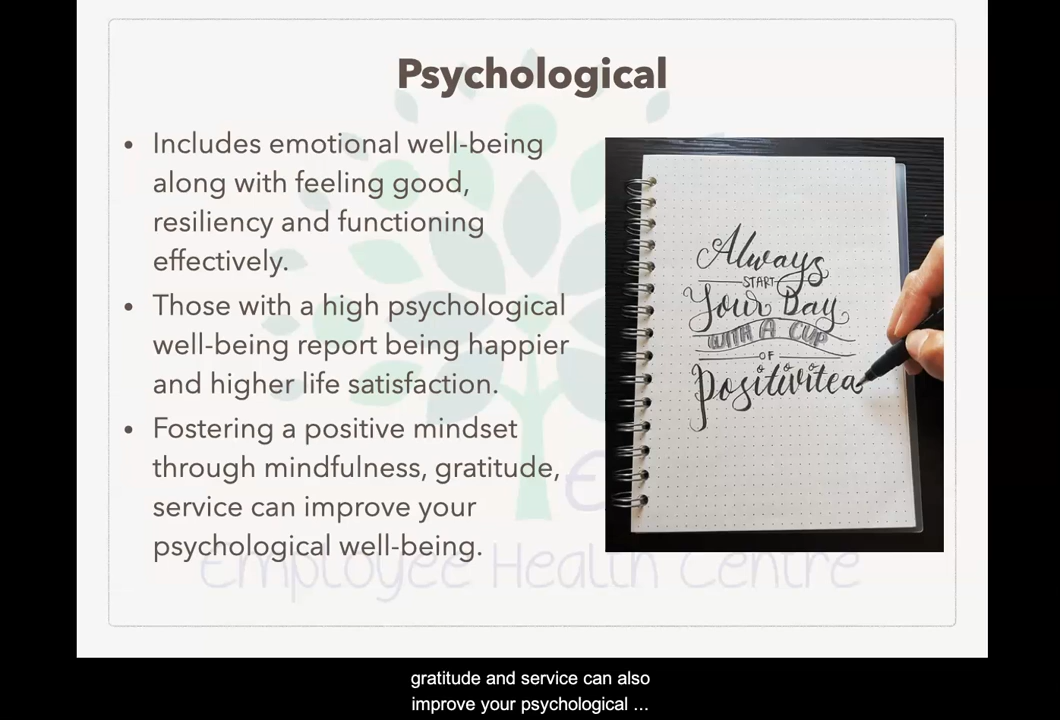 Psychological
• Includes emotional well-being
along with feeling good,
resiliency and functioning
effectively.
• Those with a high psychological
well-being report being happier
and higher life satisfaction.
• Fostering a positive mindset
through mindfulness, gratitude,
service can improve your
psychological well-being.
Always
START
Your Day
WITH A CUP
OF
positivitea
Employee Health Centre
gratitude and service can also
improve your psychological ...